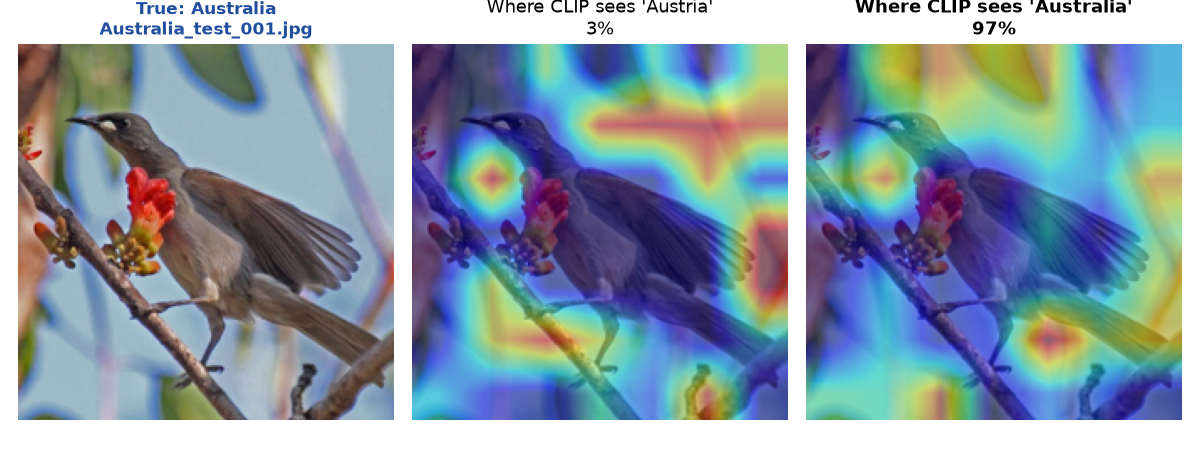 True: Australia
Australia_test_001.jpg
Where CLIP sees 'Austria'
3%
Where CLIP sees 'Australia'
97%